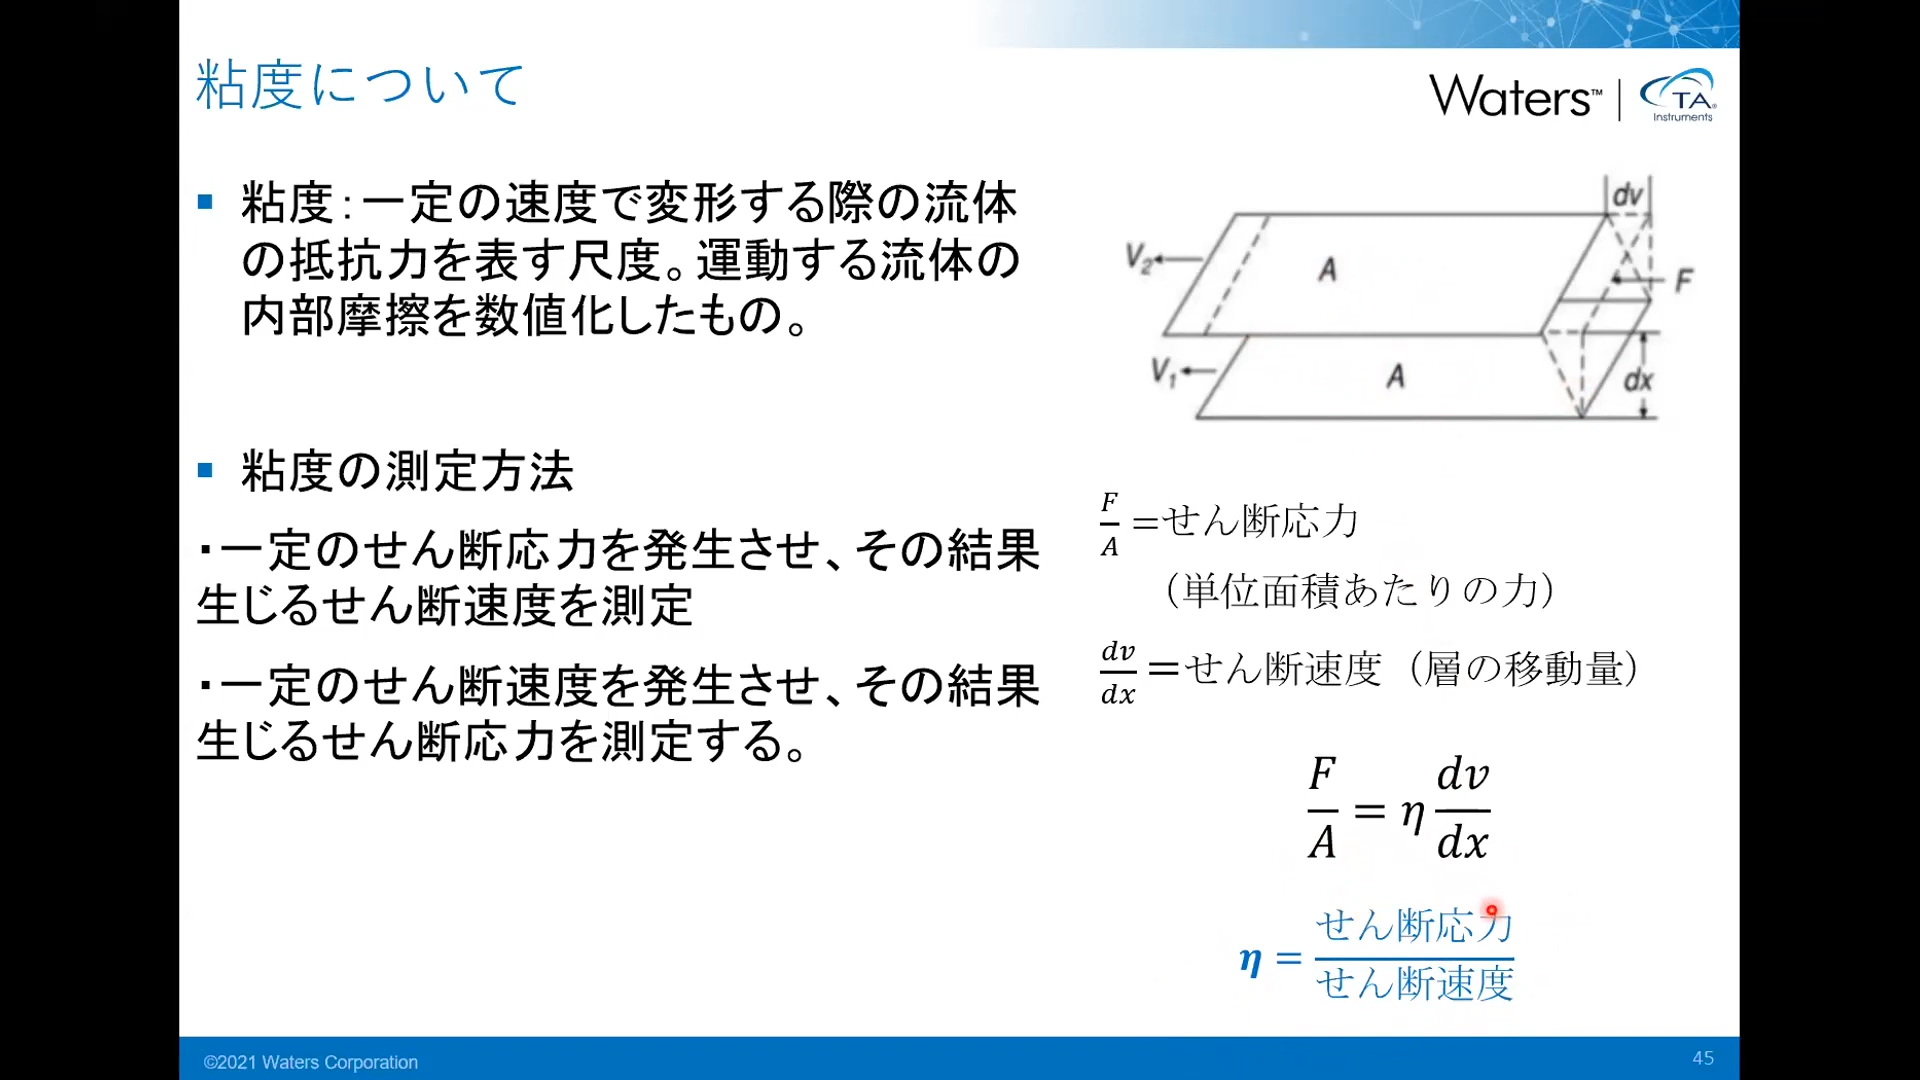 粘度について
Waters™
TA®
Instruments
粘度：一定の速度で変形する際の流体
の抵抗力を表す尺度。運動する流体の
内部摩擦を数値化したもの。
粘度の測定方法
・一定のせん断応力を発生させ、その結果
生じるせん断速度を測定
・一定のせん断速度を発生させ、その結果
生じるせん断応力を測定する。
dv
V₂
A
F
V₁
A
dx
F/A =せん断応力
（単位面積あたりの力）
dv/dx ＝せん断速度（層の移動量）
F/A = η dv/dx
η = せん断応力/せん断速度
©2021 Waters Corporation
45